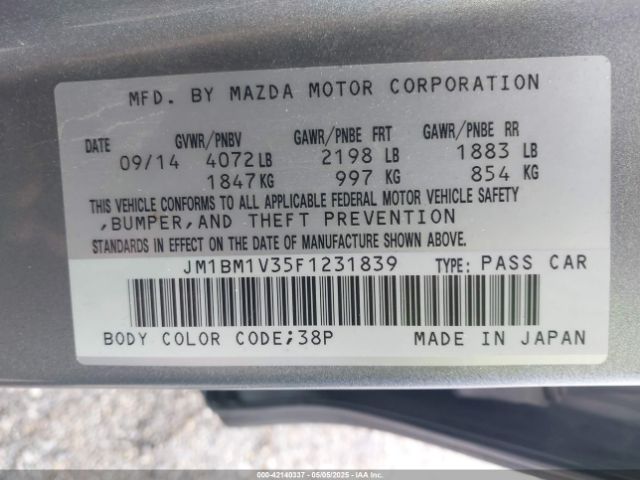 MFD. BY MAZDA MOTOR CORPORATION
DATE GVWR/PNBV GAWR/PNBE FRT GAWR/PNBE RR
09/14 4072 LB 2198 LB 1883 LB
1847 KG 997 KG 854 KG
THIS VEHICLE CONFORMS TO ALL APPLICABLE FEDERAL MOTOR VEHICLE SAFETY
,BUMPER,AND THEFT PREVENTION
STANDARDS IN EFFECT ON THE DATE OF MANUFACTURE SHOWN ABOVE.
JM1BM1V35F1231839 TYPE: PASS CAR
BODY COLOR CODE;38P MADE IN JAPAN
000-42140337 - 05/05/2025 - IAAI.COM